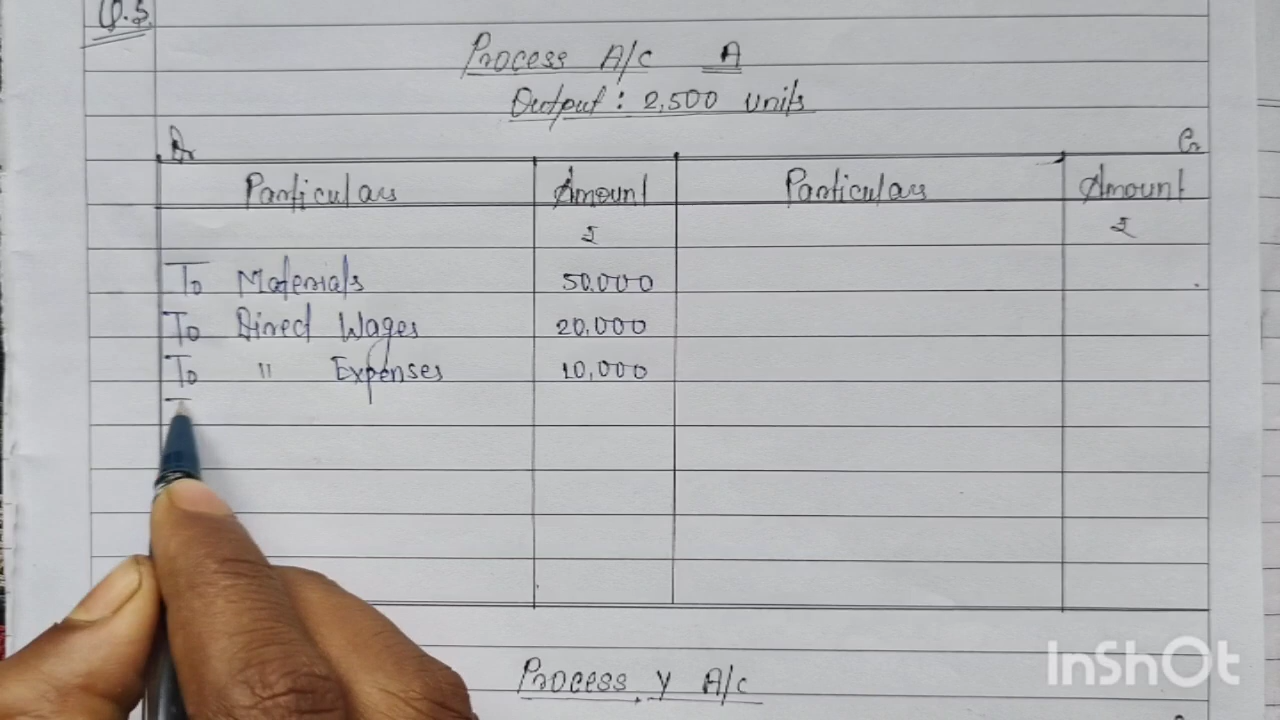 Q.5.
Process A/c A
Output: 2,500 units
Dr Cr
Particulars Amount Particulars Amount
₹ ₹
To Materials 50,000
To Direct Wages 20,000
To " Expenses 10,000
Process Y A/c
InShOt